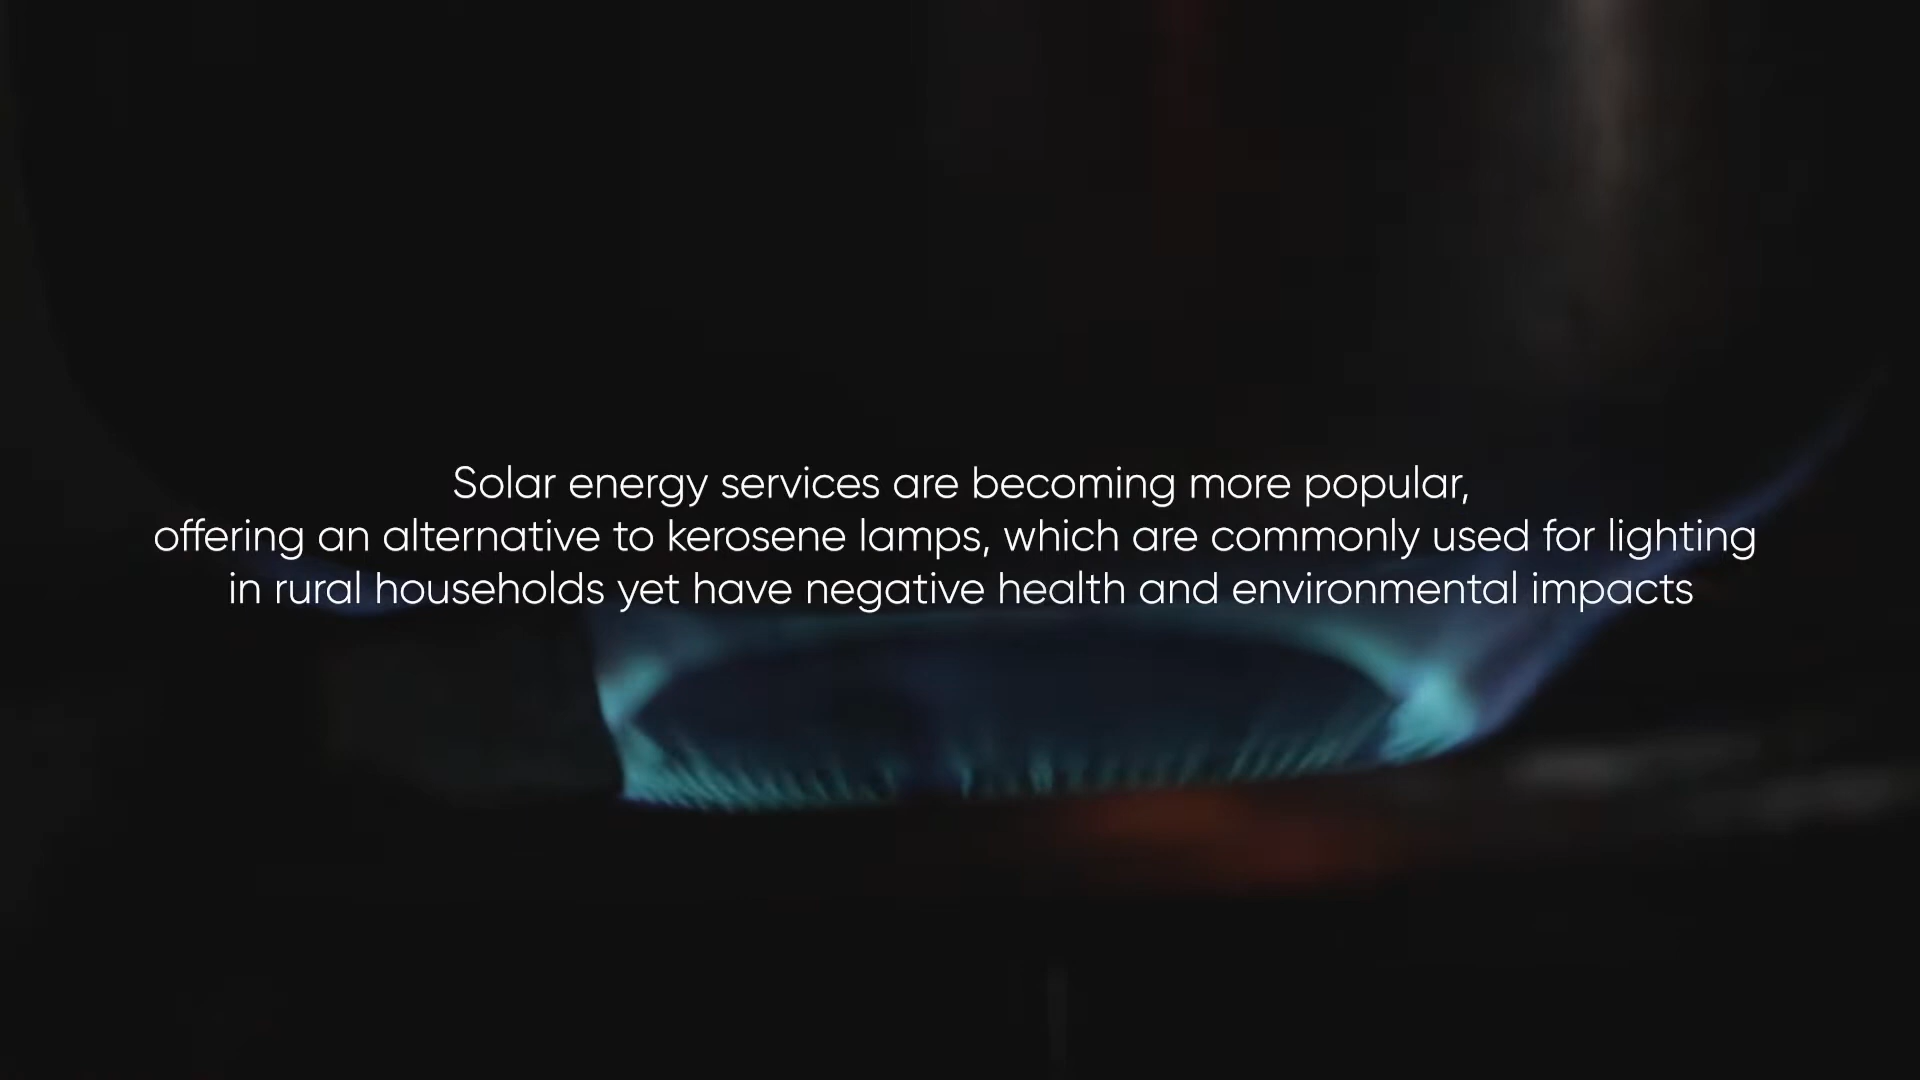 Solar energy services are becoming more popular,
offering an alternative to kerosene lamps, which are commonly used for lighting
in rural households yet have negative health and environmental impacts